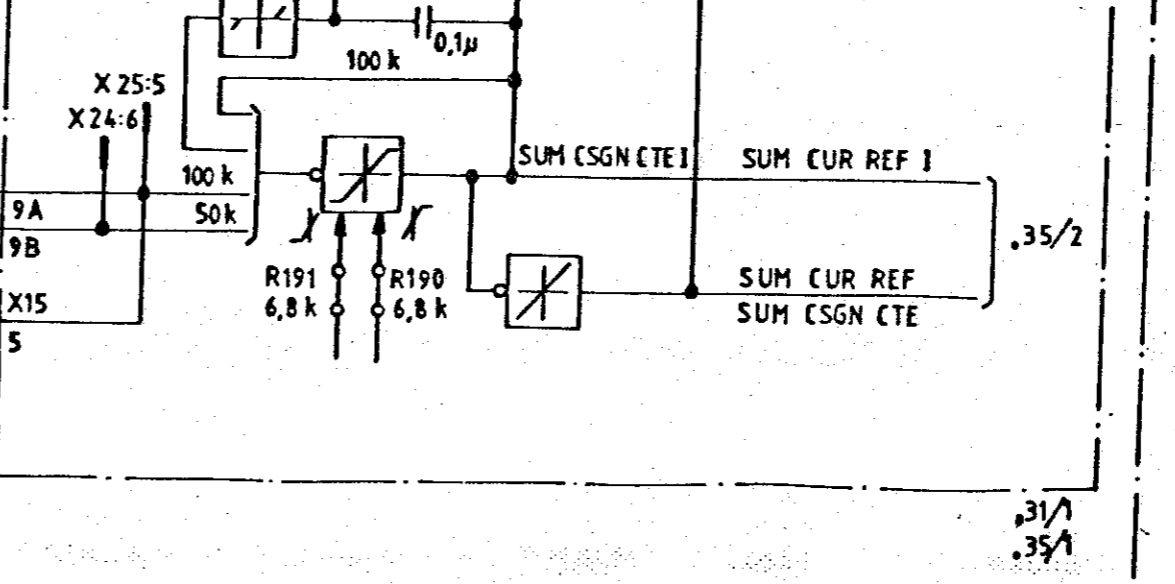 0,1µ
100 k
X 25:5
X 24:6
SUM CSGN CTE I
SUM CUR REF I
100 k
9A
50k
9B
.35/2
R191
R190
6,8 k
6,8 k
SUM CUR REF
X15
SUM CSGN CTE
5
.31/1
.35/1